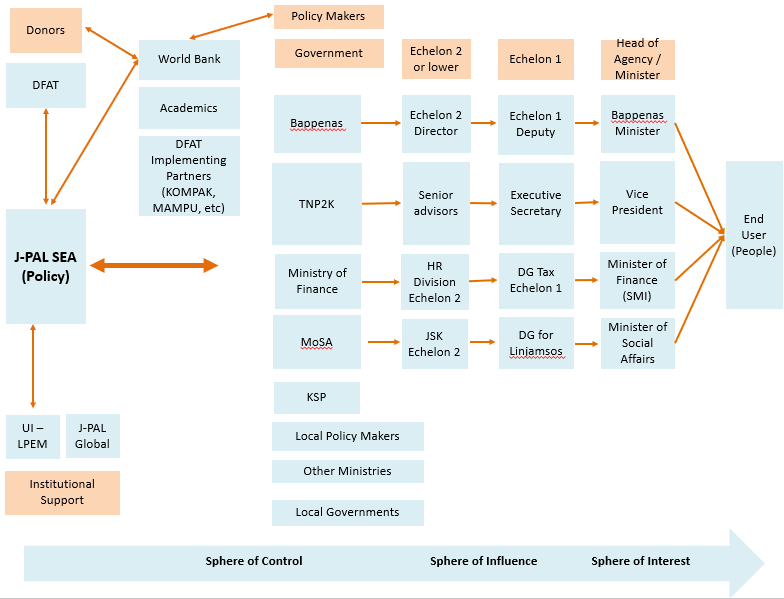 Donors
DFAT
World Bank
Academics
DFAT
Implementing
Partners
(KOMPAK,
MAMPU, etc)
J-PAL SEA
(Policy)
UI –
LPEM
J-PAL
Global
Institutional
Support
Policy Makers
Government
Echelon 2
or lower
Echelon 1
Head of
Agency /
Minister
Bappenas
Echelon 2
Director
Echelon 1
Deputy
Bappenas
Minister
TNP2K
Senior
advisors
Executive
Secretary
Vice
President
Ministry of
Finance
HR
Division
Echelon 2
DG Tax
Echelon 1
Minister of
Finance
(SMI)
MoSA
JSK
Echelon 2
DG for
Linjamsos
Minister of
Social
Affairs
End
User
(People)
KSP
Local Policy Makers
Other Ministries
Local Governments
Sphere of Control
Sphere of Influence
Sphere of Interest